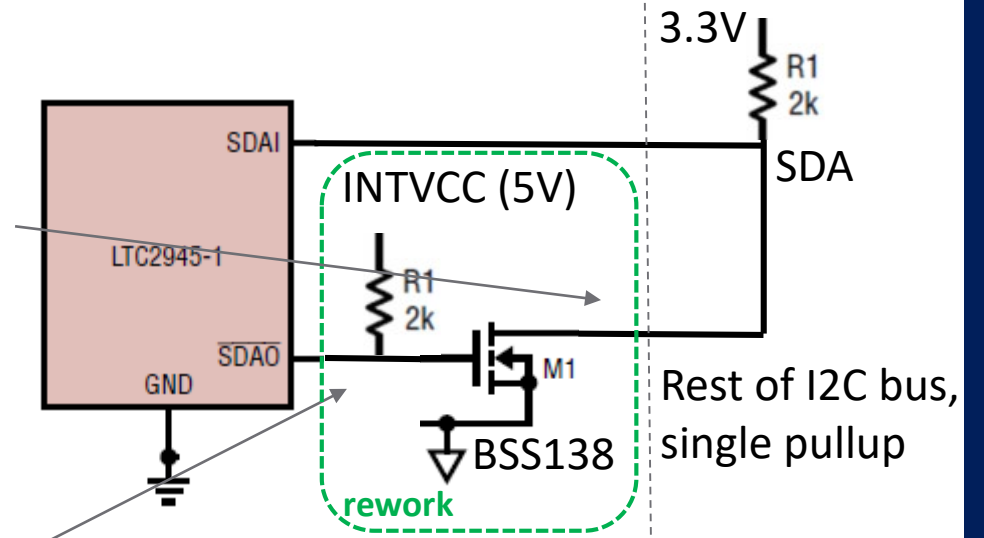 3.3V
R1
2k
SDAI
SDA
INTVCC (5V)
LTC2945-1
R1
2k
SDAO
M1
GND
Rest of I2C bus,
single pullup
BSS138
rework